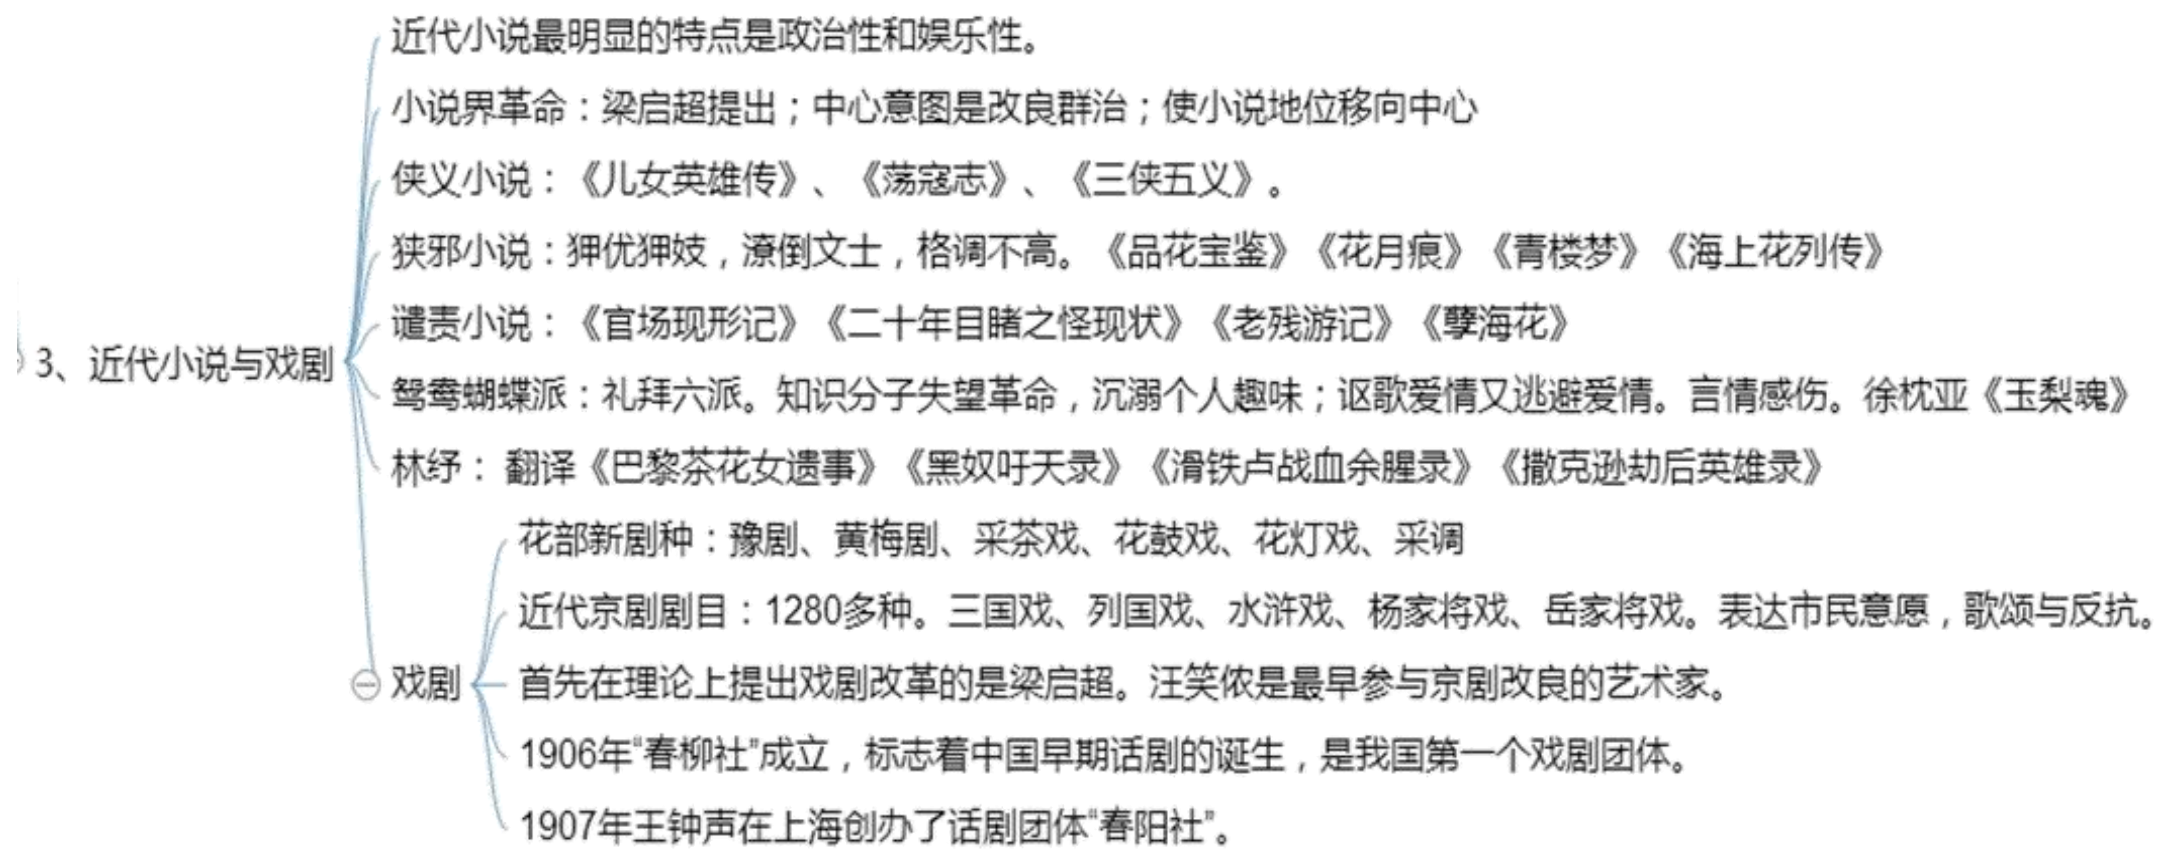 近代小说最明显的特点是政治性和娱乐性。
小说界革命：梁启超提出；中心意图是改良群治；使小说地位移向中心
侠义小说：《儿女英雄传》、《荡寇志》、《三侠五义》。
狭邪小说：狎优狎妓，潦倒文士，格调不高。《品花宝鉴》《花月痕》《青楼梦》《海上花列传》
谴责小说：《官场现形记》《二十年目睹之怪现状》《老残游记》《孽海花》
3、近代小说与戏剧
鸳鸯蝴蝶派：礼拜六派。知识分子失望革命，沉溺个人趣味；讴歌爱情又逃避爱情。言情感伤。徐枕亚《玉梨魂》
林纾： 翻译《巴黎茶花女遗事》《黑奴吁天录》《滑铁卢战血余腥录》《撒克逊劫后英雄录》
花部新剧种：豫剧、黄梅剧、采茶戏、花鼓戏、花灯戏、采调
近代京剧剧目：1280多种。三国戏、列国戏、水浒戏、杨家将戏、岳家将戏。表达市民意愿，歌颂与反抗。
戏剧
首先在理论上提出戏剧改革的是梁启超。汪笑侬是最早参与京剧改良的艺术家。
1906年“春柳社”成立，标志着中国早期话剧的诞生，是我国第一个戏剧团体。
1907年王钟声在上海创办了话剧团体“春阳社”。